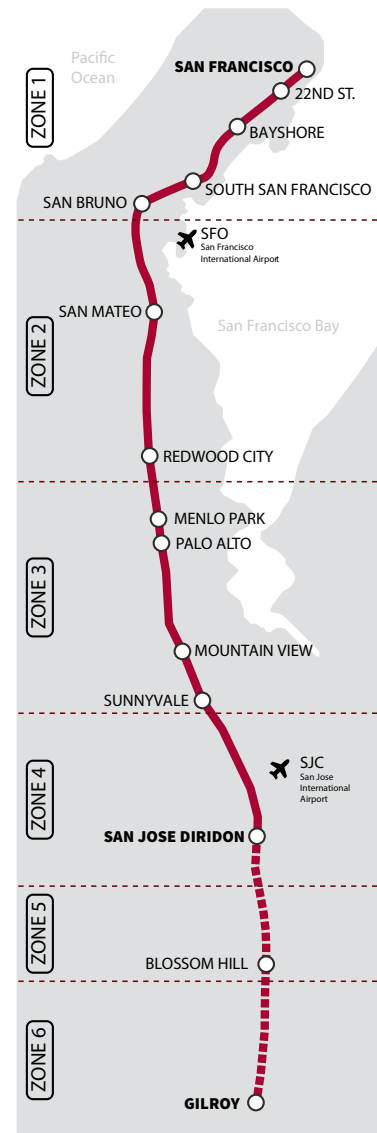 Pacific
Ocean
ZONE 1
SAN FRANCISCO
22ND ST.
BAYSHORE
SOUTH SAN FRANCISCO
SAN BRUNO
SFO
San Francisco
International Airport
ZONE 2
SAN MATEO
San Francisco Bay
REDWOOD CITY
ZONE 3
MENLO PARK
PALO ALTO
MOUNTAIN VIEW
SUNNYVALE
ZONE 4
SJC
San Jose
International
Airport
SAN JOSE DIRIDON
ZONE 5
BLOSSOM HILL
ZONE 6
GILROY